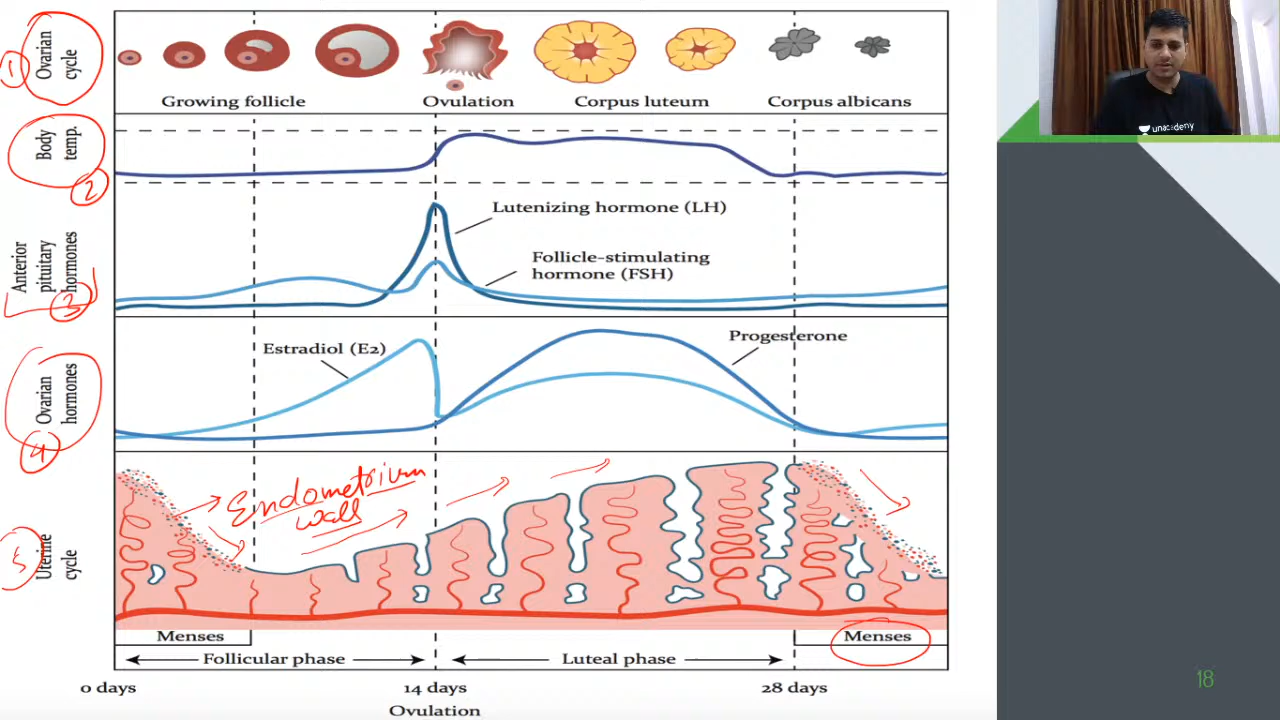 1
Ovarian
cycle
Growing follicle
Ovulation
Corpus luteum
Corpus albicans
unacademy
Body
temp.
2
Anterior
pituitary
hormones
3
Lutenizing hormone (LH)
Follicle-stimulating
hormone (FSH)
Ovarian
hormones
4
Estradiol (E2)
Progesterone
Endometrium
wall
5
Uterine
cycle
Menses
Menses
Follicular phase
Luteal phase
0 days
14 days
28 days
Ovulation
18